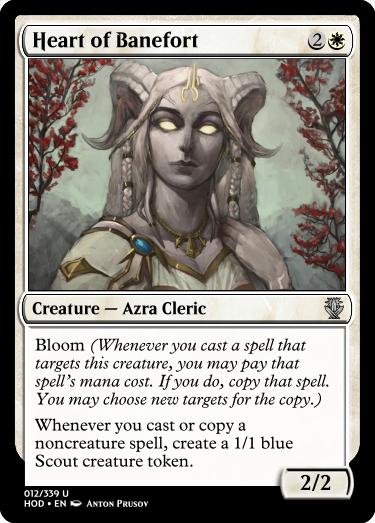 Heart of Banefort 2
Creature — Azra Cleric
Bloom (Whenever you cast a spell that
targets this creature, you may pay that
spell's mana cost. If you do, copy that spell.
You may choose new targets for the copy.)
Whenever you cast or copy a
noncreature spell, create a 1/1 blue
Scout creature token.
2/2
012/339 U
HOD • EN Anton Prusov